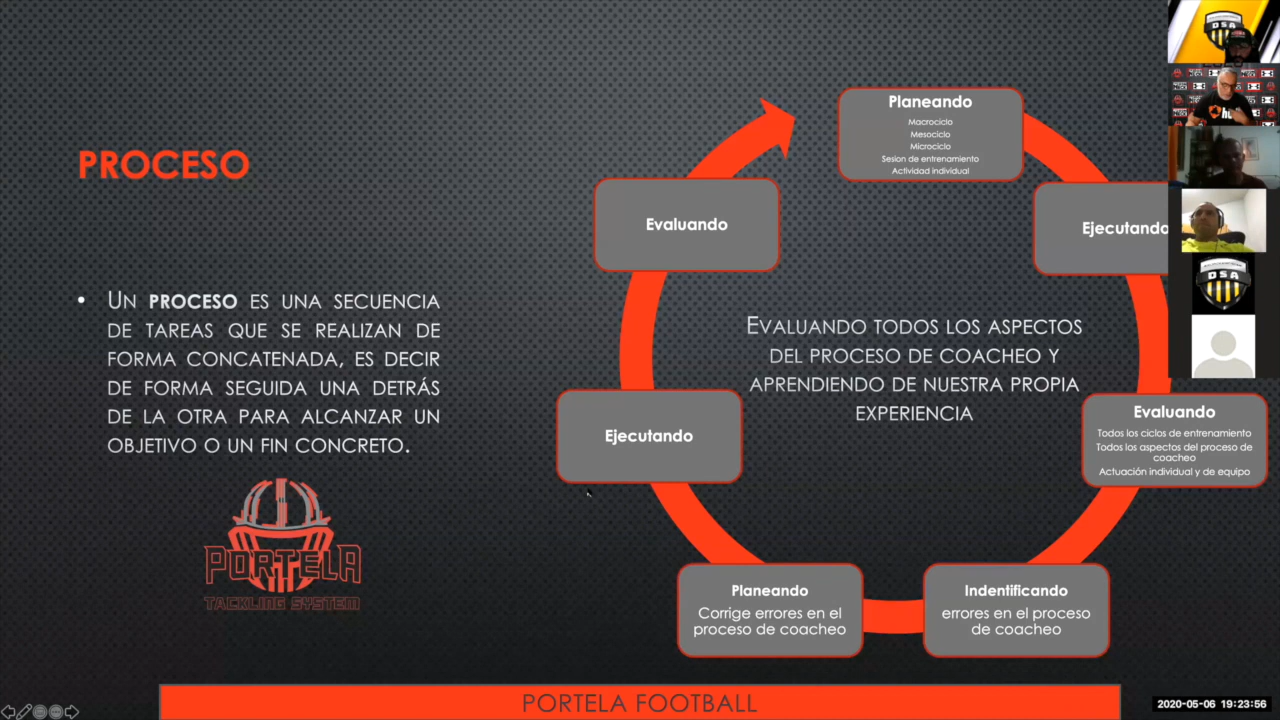 PROCESO
• UN PROCESO ES UNA SECUENCIA
DE TAREAS QUE SE REALIZAN DE
FORMA CONCATENADA, ES DECIR
DE FORMA SEGUIDA UNA DETRÁS
DE LA OTRA PARA ALCANZAR UN
OBJETIVO O UN FIN CONCRETO.
PORTELA
TACKLING SYSTEM
Planeando
Macrociclo
Mesociclo
Microciclo
Sesion de entrenamiento
Actividad individual
Ejecutando
Evaluando
Todos los ciclos de entrenamiento
Todos los aspectos del proceso de
coacheo
Actuación individual y de equipo
Indentificando
errores en el proceso
de coacheo
Planeando
Corrige errores en el
proceso de coacheo
Ejecutando
Evaluando
EVALUANDO TODOS LOS ASPECTOS
DEL PROCESO DE COACHEO Y
APRENDIENDO DE NUESTRA PROPIA
EXPERIENCIA
PORTELA FOOTBALL
DSA
DSA
2020-05-06 19:23:56